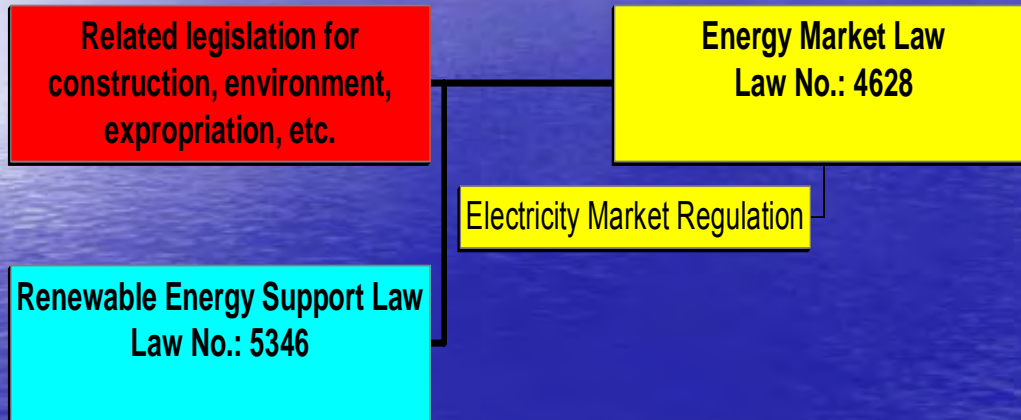 Related legislation for
construction, environment,
expropriation, etc.
Energy Market Law
Law No.: 4628
Electricity Market Regulation
Renewable Energy Support Law
Law No.: 5346